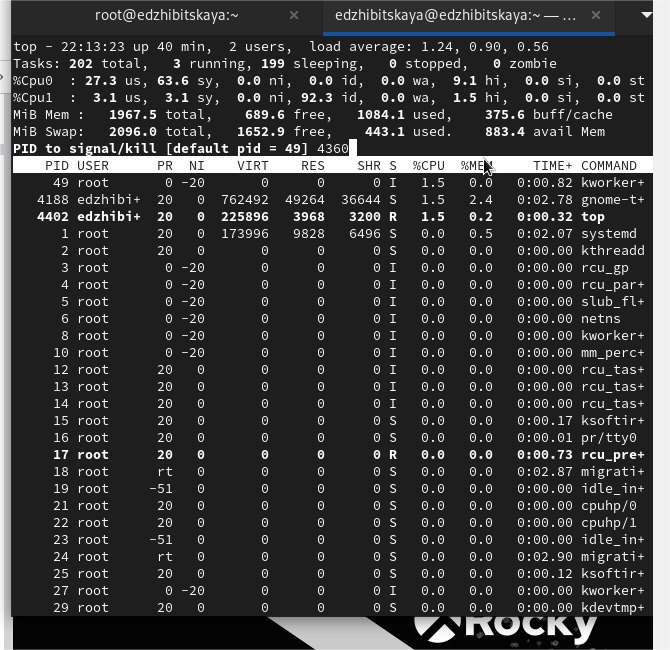 root@edzhibitskaya:~ × edzhibitskaya@edzhibitskaya:~ — ... ×
top - 22:13:23 up 40 min,  2 users,  load average: 1.24, 0.90, 0.56
Tasks: 202 total,   3 running, 199 sleeping,   0 stopped,   0 zombie
%Cpu0  : 27.3 us, 63.6 sy,  0.0 ni,  0.0 id,  0.0 wa,  9.1 hi,  0.0 si,  0.0 st
%Cpu1  :  3.1 us,  3.1 sy,  0.0 ni, 92.3 id,  0.0 wa,  1.5 hi,  0.0 si,  0.0 st
MiB Mem :   1967.5 total,    689.6 free,   1084.1 used,    375.6 buff/cache
MiB Swap:   2096.0 total,   1652.9 free,    443.1 used.    883.4 avail Mem
PID to signal/kill [default pid = 49] 4360
PID USER      PR  NI    VIRT    RES    SHR S  %CPU  %MEM     TIME+ COMMAND
49 root       0 -20       0      0      0 I   1.5   0.0   0:00.82 kworker+
4188 edzhibi+  20   0  762492  49264  36644 S   1.5   2.4   0:02.78 gnome-t+
4402 edzhibi+  20   0  225896   3968   3200 R   1.5   0.2   0:00.32 top
1 root      20   0  173996   9828   6496 S   0.0   0.5   0:02.07 systemd
2 root      20   0       0      0      0 S   0.0   0.0   0:00.00 kthreadd
3 root       0 -20       0      0      0 I   0.0   0.0   0:00.00 rcu_gp
4 root       0 -20       0      0      0 I   0.0   0.0   0:00.00 rcu_par+
5 root       0 -20       0      0      0 I   0.0   0.0   0:00.00 slub_fl+
6 root       0 -20       0      0      0 I   0.0   0.0   0:00.00 netns
8 root       0 -20       0      0      0 I   0.0   0.0   0:00.00 kworker+
10 root       0 -20       0      0      0 I   0.0   0.0   0:00.00 mm_perc+
12 root      20   0       0      0      0 I   0.0   0.0   0:00.00 rcu_tas+
13 root      20   0       0      0      0 I   0.0   0.0   0:00.00 rcu_tas+
14 root      20   0       0      0      0 I   0.0   0.0   0:00.00 rcu_tas+
15 root      20   0       0      0      0 S   0.0   0.0   0:00.17 ksoftir+
16 root      20   0       0      0      0 S   0.0   0.0   0:00.01 pr/tty0
17 root      20   0       0      0      0 R   0.0   0.0   0:00.73 rcu_pre+
18 root      rt   0       0      0      0 S   0.0   0.0   0:02.87 migrati+
19 root     -51   0       0      0      0 S   0.0   0.0   0:00.00 idle_in+
21 root      20   0       0      0      0 S   0.0   0.0   0:00.00 cpuhp/0
22 root      20   0       0      0      0 S   0.0   0.0   0:00.00 cpuhp/1
23 root     -51   0       0      0      0 S   0.0   0.0   0:00.00 idle_in+
24 root      rt   0       0      0      0 S   0.0   0.0   0:02.90 migrati+
25 root      20   0       0      0      0 S   0.0   0.0   0:00.12 ksoftir+
27 root       0 -20       0      0      0 I   0.0   0.0   0:00.00 kworker+
29 root      20   0       0      0      0 S   0.0   0.0   0:00.00 kdevtmp+
Rocky